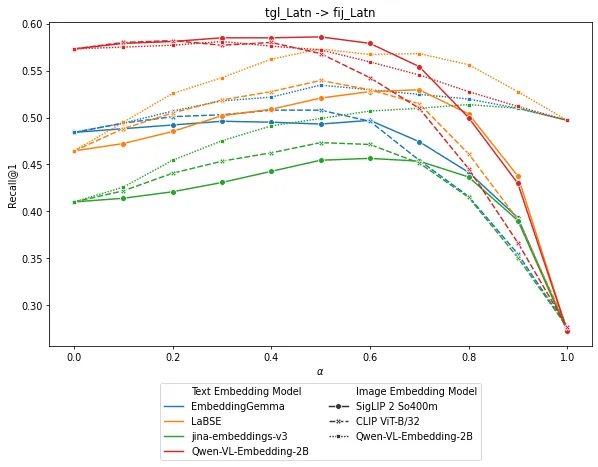 tgl_Latn -> fij_Latn
0.60
0.55
0.50
0.45
0.40
0.35
0.30
Recall@1
0.0 0.2 0.4 0.6 0.8 1.0
α
Text Embedding Model
EmbeddingGemma
LaBSE
jina-embeddings-v3
Qwen-VL-Embedding-2B
Image Embedding Model
SigLIP 2 So400m
CLIP ViT-B/32
Qwen-VL-Embedding-2B